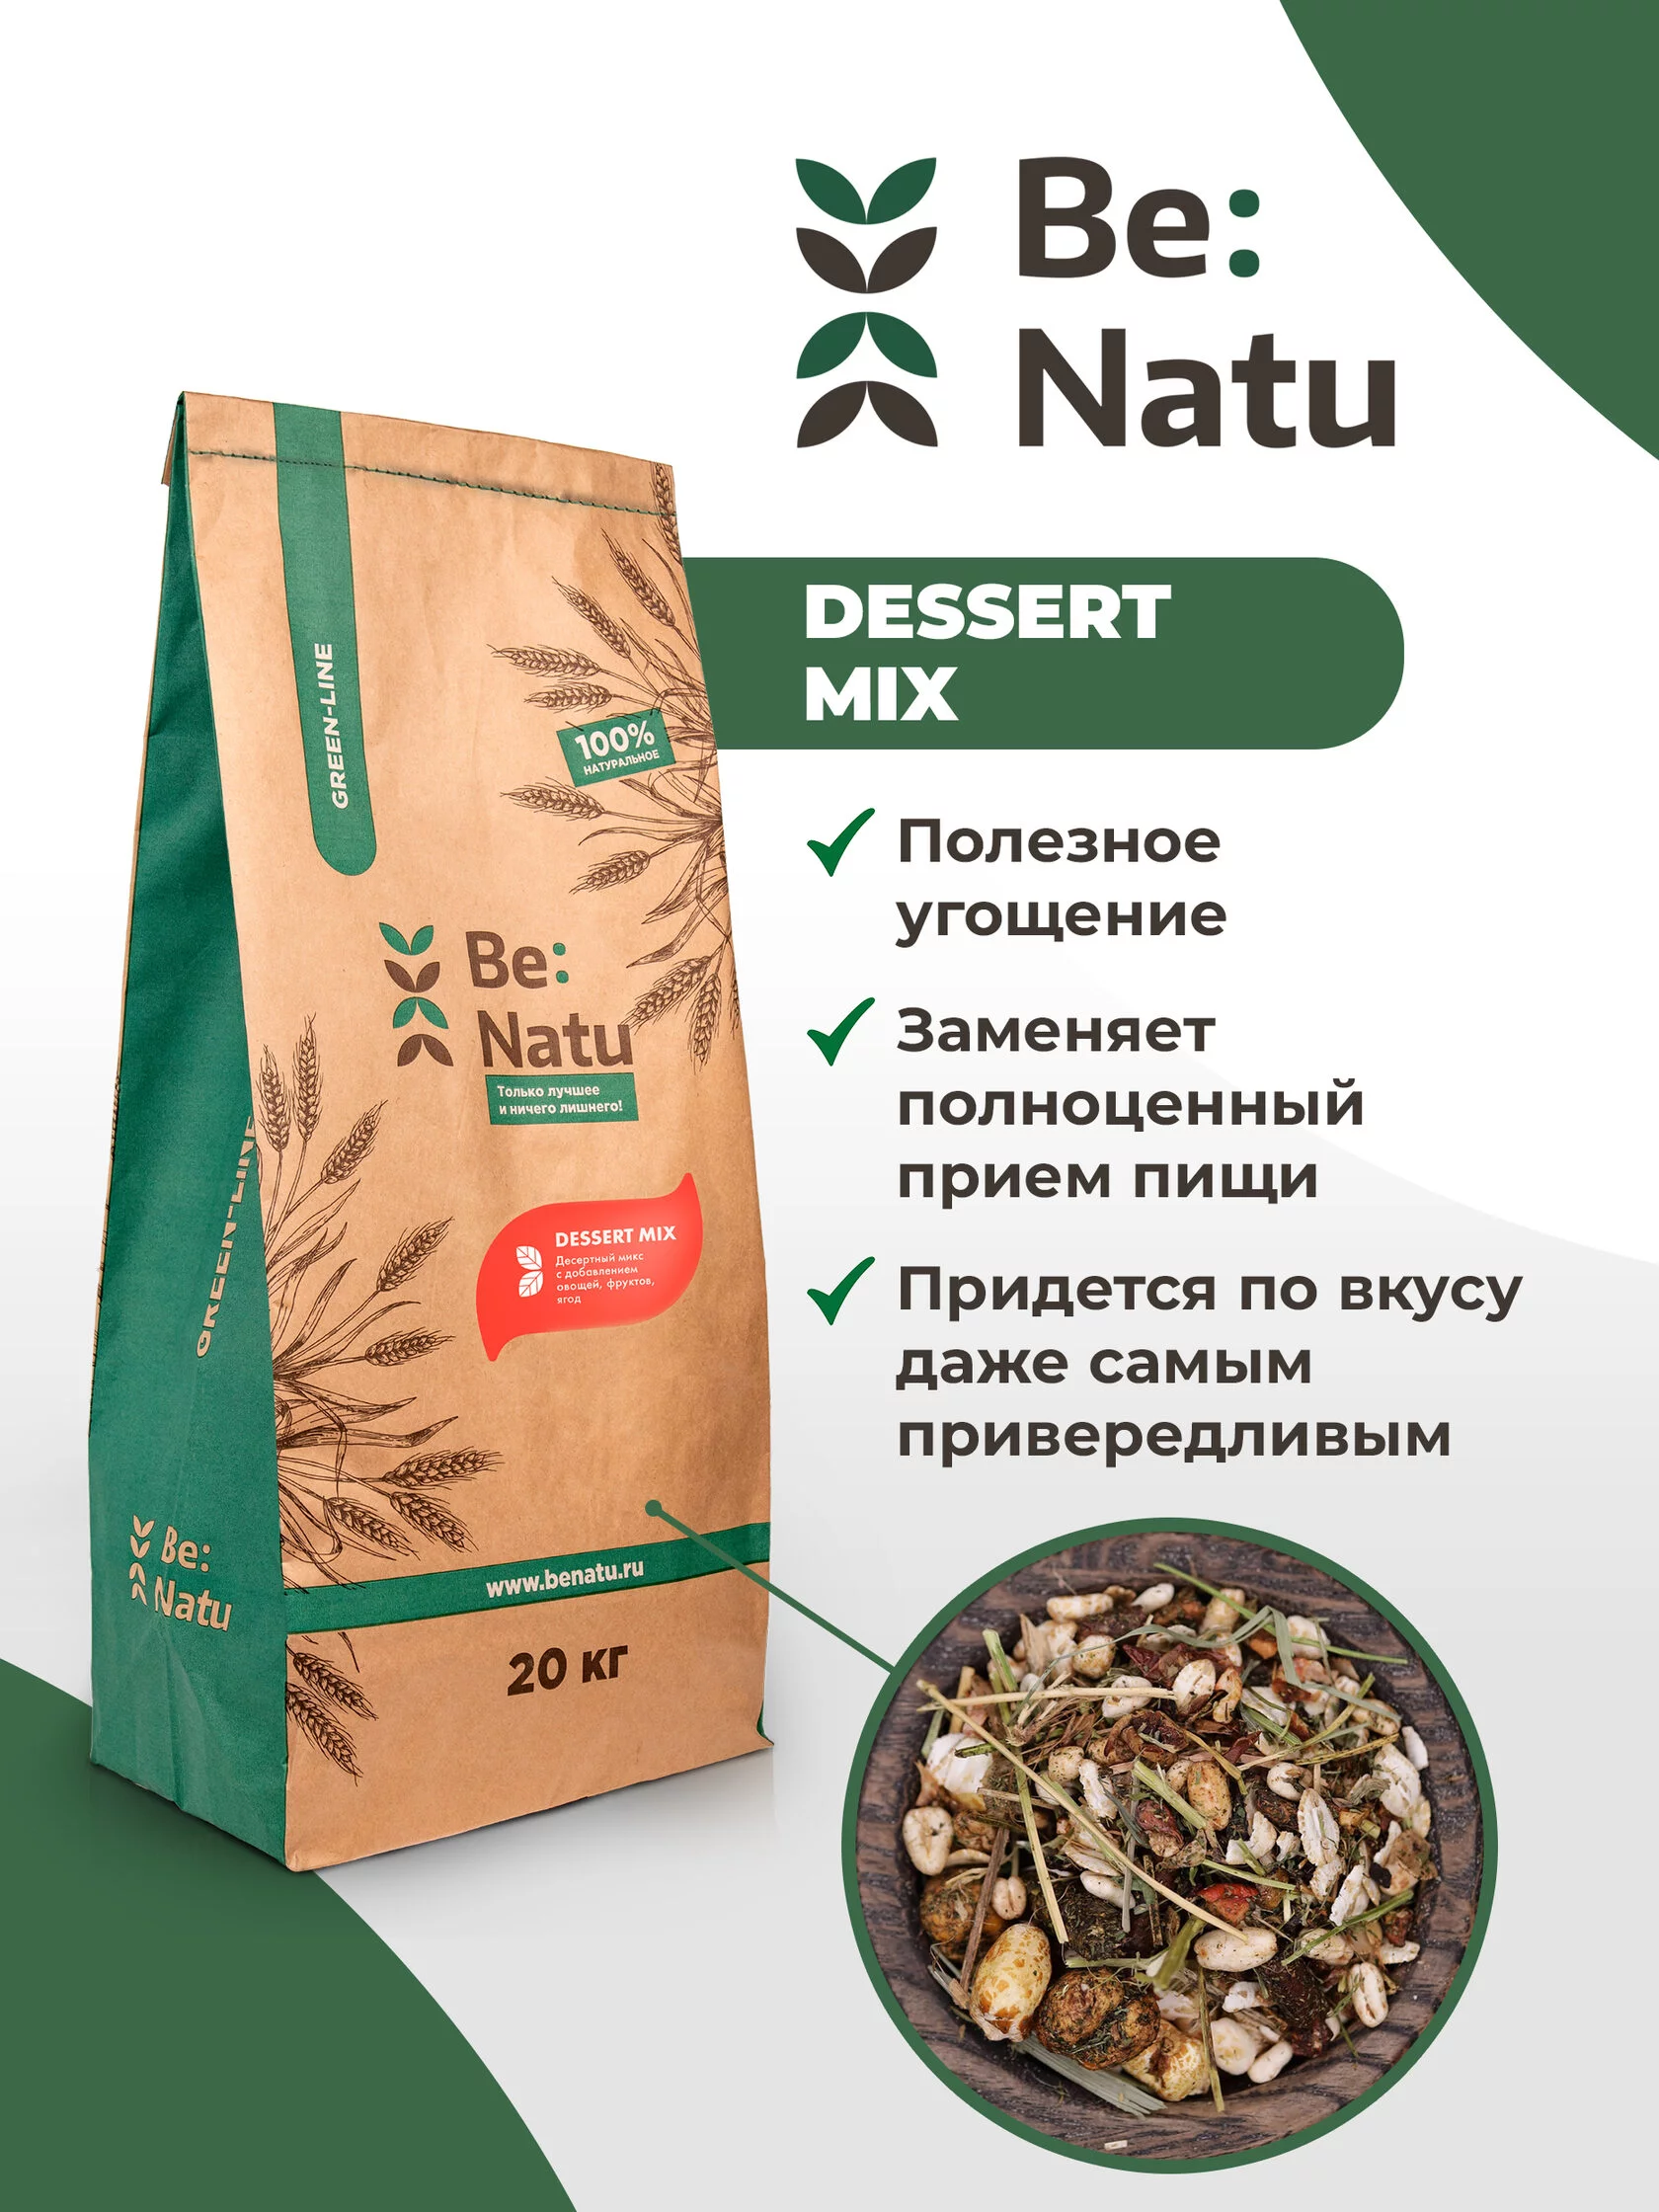 Be:
Natu
DESSERT
MIX
Полезное
угощение
Заменяет
полноценный
прием пищи
Придется по вкусу
даже самым
привередливым
GREEN-LINE
100%
НАТУРАЛЬНОЕ
Be:
Natu
Только лучшее
и ничего лишнего!
DESSERT MIX
Десертный микс
с добавлением
овощей, фруктов,
ягод
www.benatu.ru
20 кг
GREEN-LINE
Be:
Natu